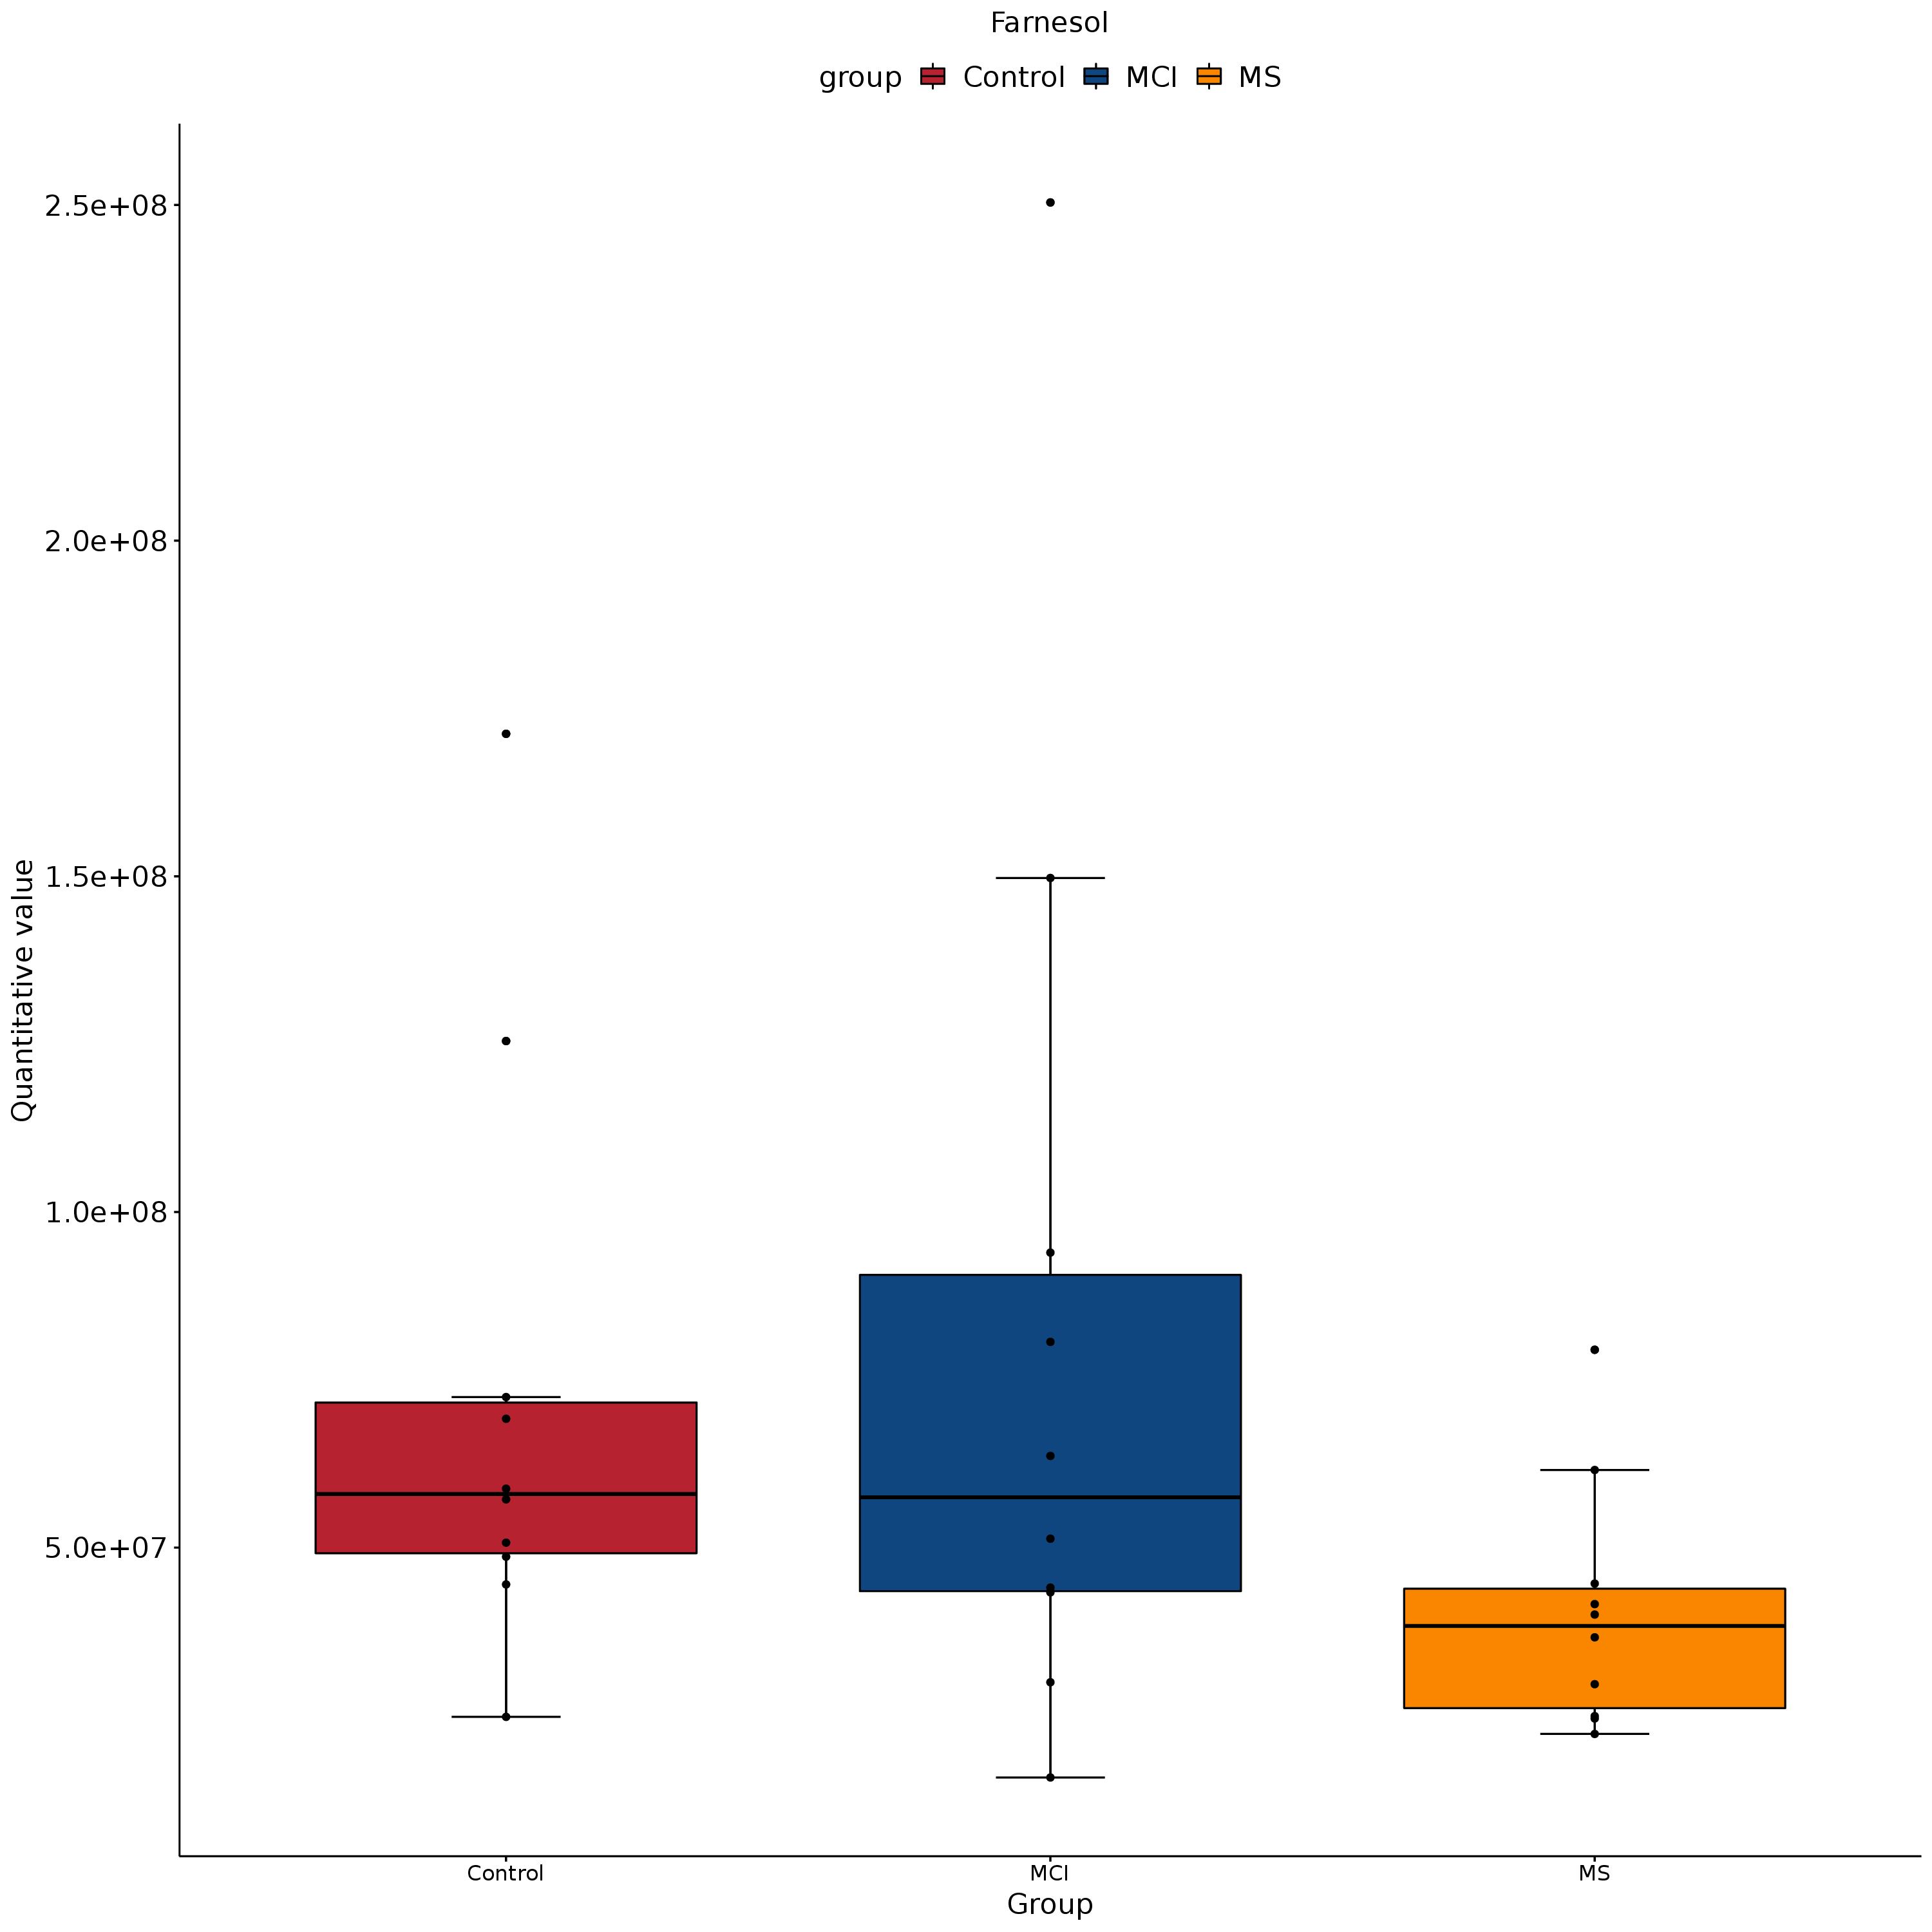 Farnesol
group Control MCI MS
Quantitative value
2.5e+08
2.0e+08
1.5e+08
1.0e+08
5.0e+07
Control MCI MS
Group